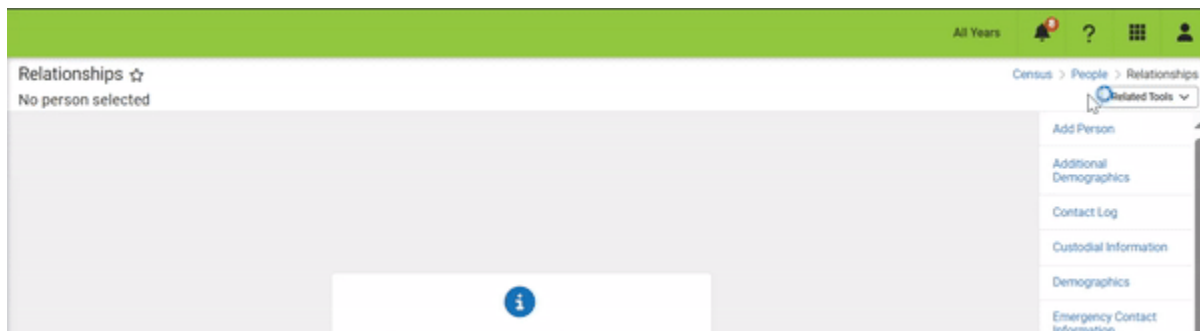 All Years
Relationships
Census > People > Relationships
No person selected
Related Tools
Add Person
Additional
Demographics
Contact Log
Custodial Information
Demographics
Emergency Contact
Information